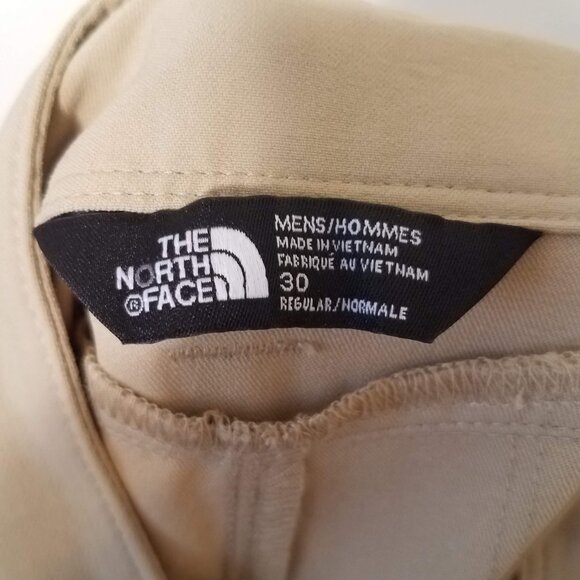 THE
NORTH
®FACE
MENS/HOMMES
MADE IN VIETNAM
FABRIQUÉ AU VIETNAM
30
REGULAR/NORMALE